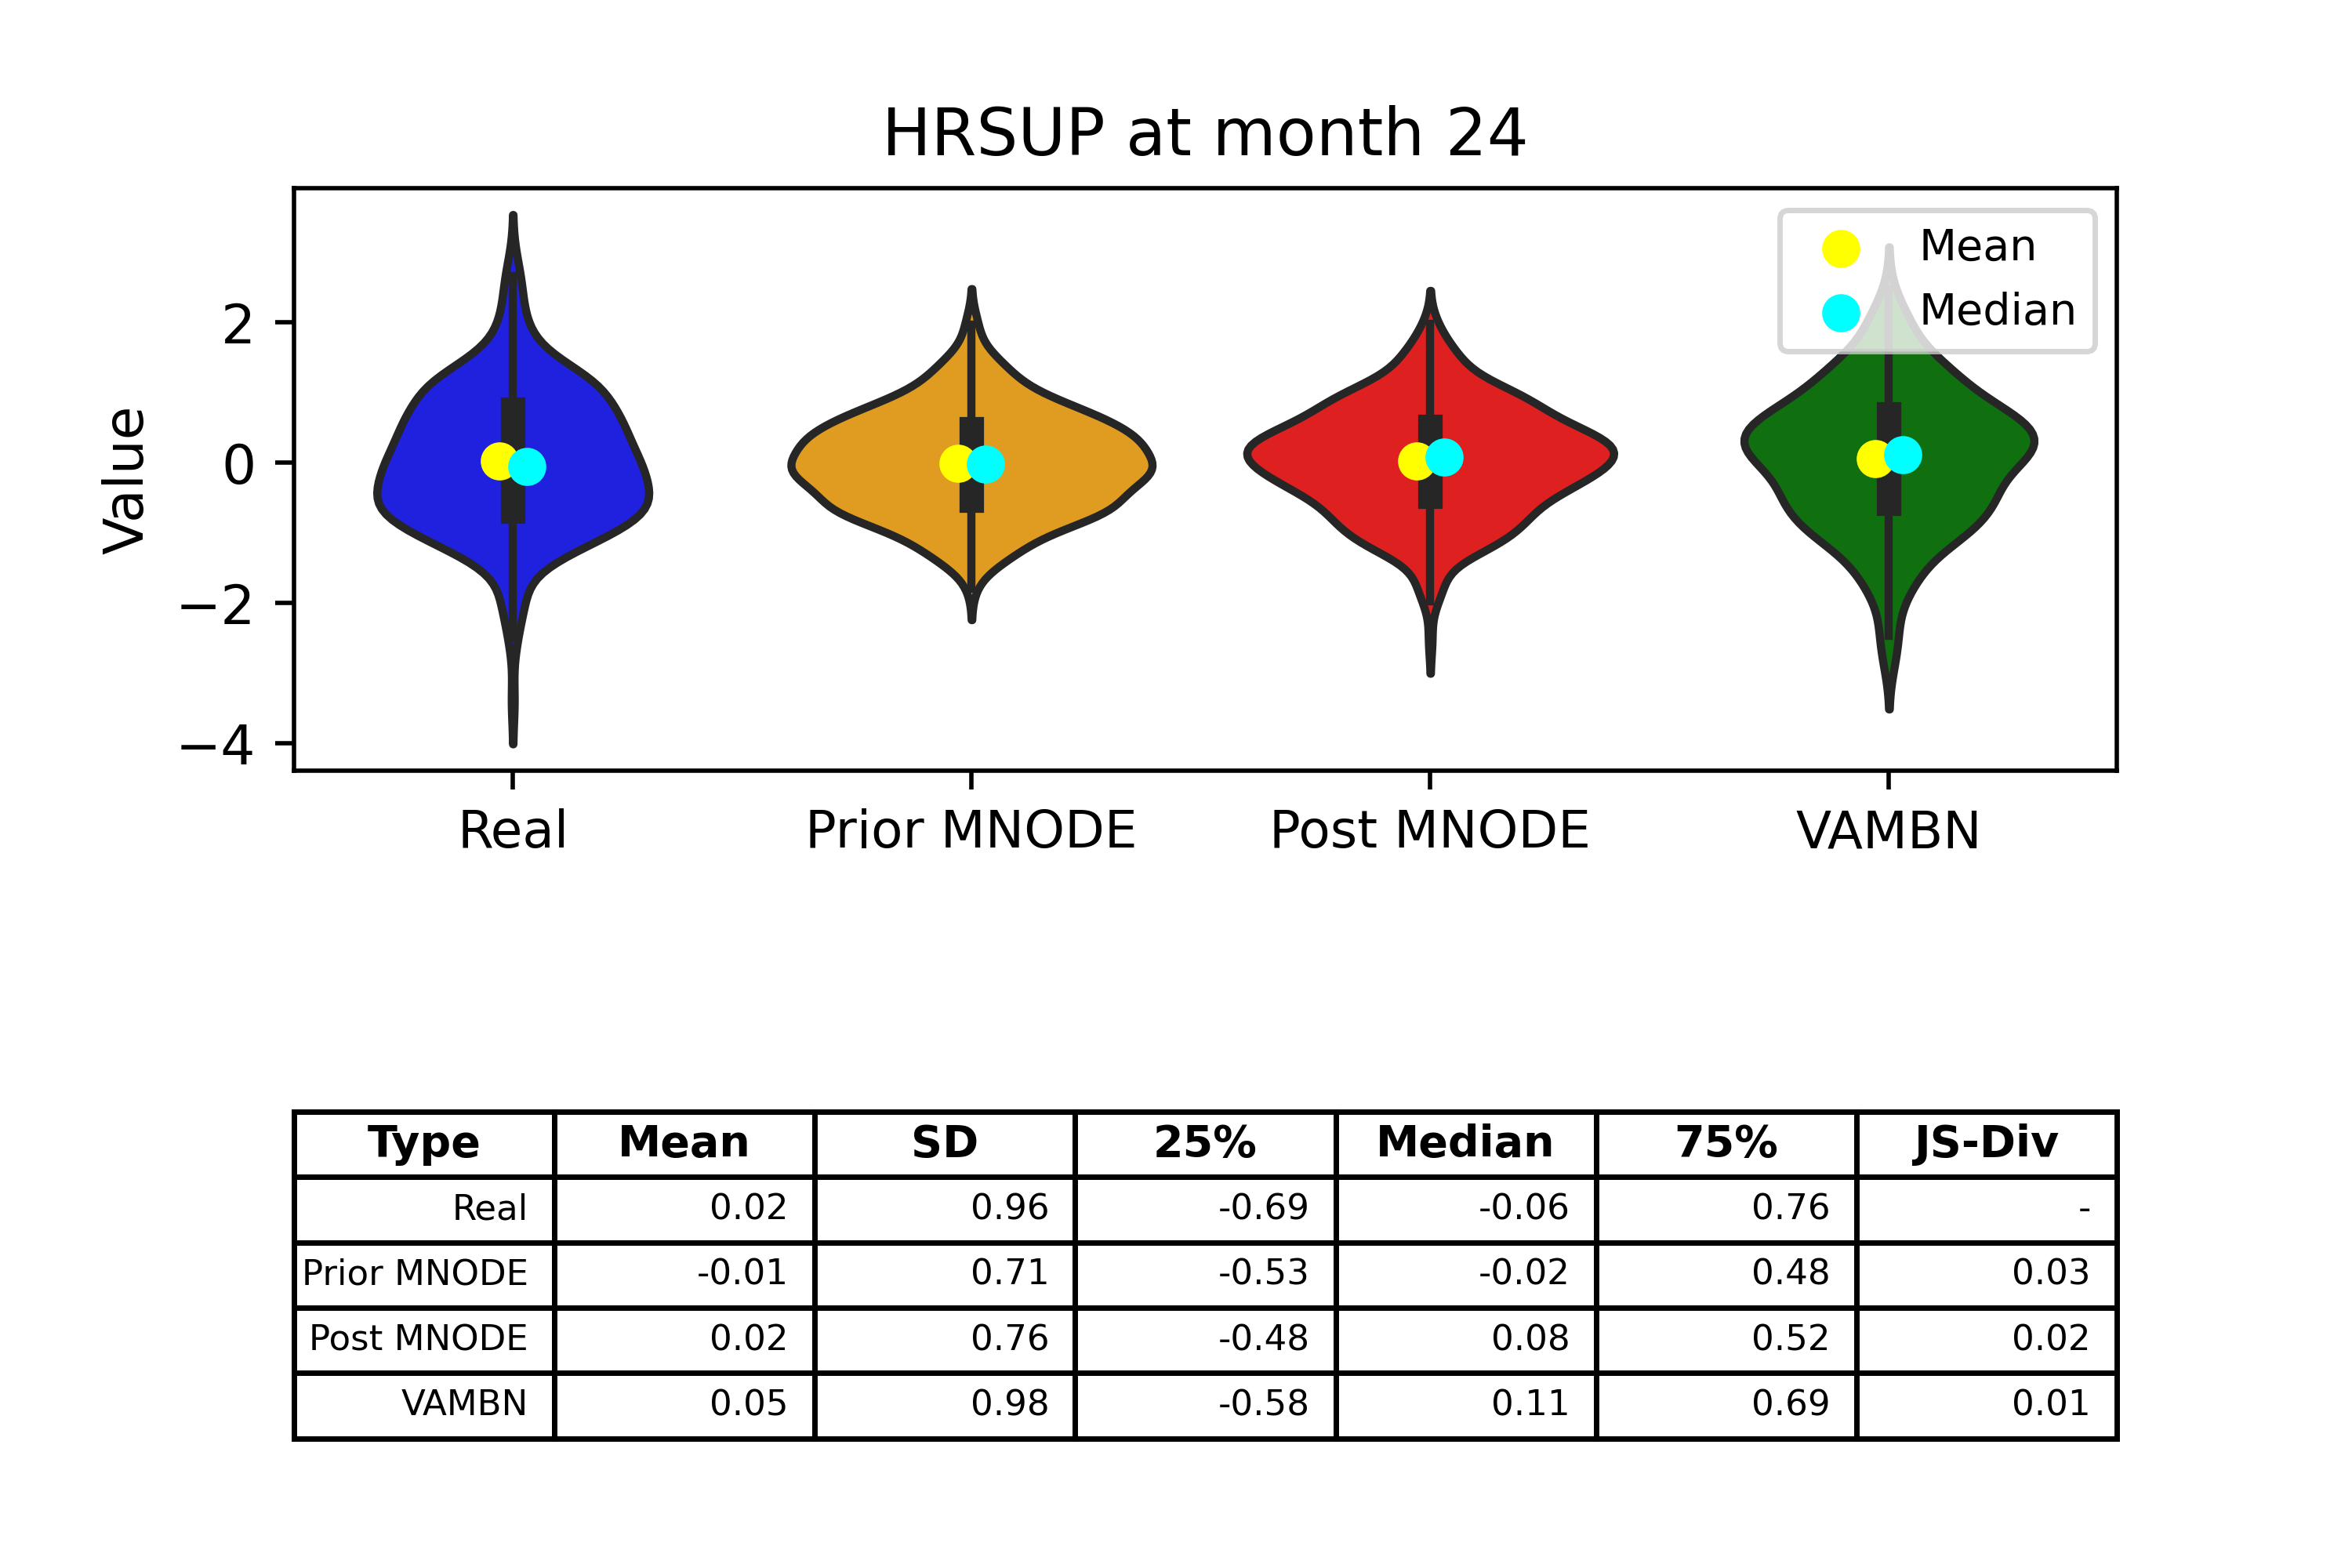 HRSUP at month 24
Mean
Median
Value
2
0
−2
−4
Real Prior MNODE Post MNODE VAMBN
Type Mean SD 25% Median 75% JS-Div
Real 0.02 0.96 -0.69 -0.06 0.76 -
Prior MNODE -0.01 0.71 -0.53 -0.02 0.48 0.03
Post MNODE 0.02 0.76 -0.48 0.08 0.52 0.02
VAMBN 0.05 0.98 -0.58 0.11 0.69 0.01